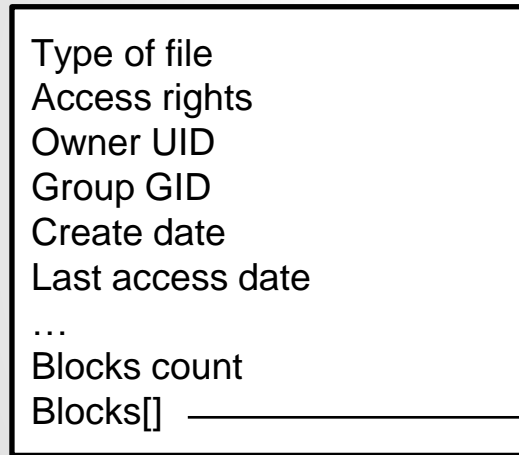 Type of file
Access rights
Owner UID
Group GID
Create date
Last access date
…
Blocks count
Blocks[]